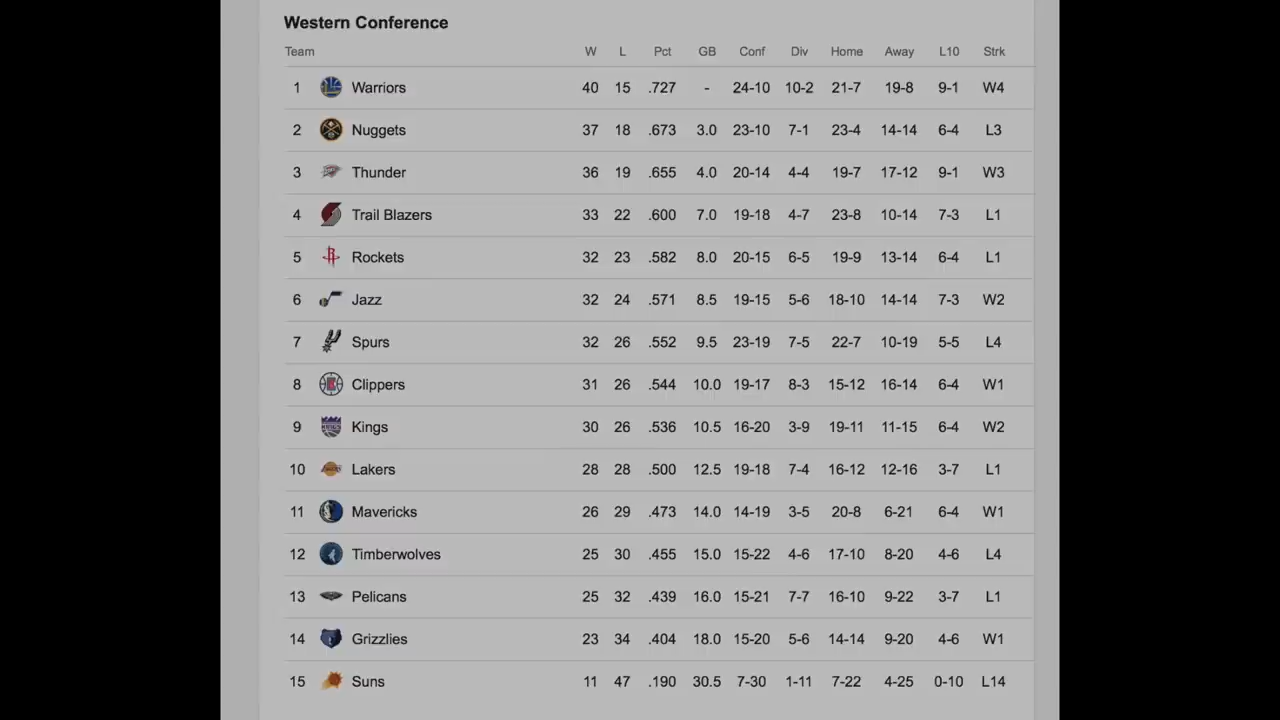 Western Conference
Team W L Pct GB Conf Div Home Away L10 Strk
1 Warriors 40 15 .727 - 24-10 10-2 21-7 19-8 9-1 W4
2 Nuggets 37 18 .673 3.0 23-10 7-1 23-4 14-14 6-4 L3
3 Thunder 36 19 .655 4.0 20-14 4-4 19-7 17-12 9-1 W3
4 Trail Blazers 33 22 .600 7.0 19-18 4-7 23-8 10-14 7-3 L1
5 Rockets 32 23 .582 8.0 20-15 6-5 19-9 13-14 6-4 L1
6 Jazz 32 24 .571 8.5 19-15 5-6 18-10 14-14 7-3 W2
7 Spurs 32 26 .552 9.5 23-19 7-5 22-7 10-19 5-5 L4
8 Clippers 31 26 .544 10.0 19-17 8-3 15-12 16-14 6-4 W1
9 Kings 30 26 .536 10.5 16-20 3-9 19-11 11-15 6-4 W2
10 Lakers 28 28 .500 12.5 19-18 7-4 16-12 12-16 3-7 L1
11 Mavericks 26 29 .473 14.0 14-19 3-5 20-8 6-21 6-4 W1
12 Timberwolves 25 30 .455 15.0 15-22 4-6 17-10 8-20 4-6 L4
13 Pelicans 25 32 .439 16.0 15-21 7-7 16-10 9-22 3-7 L1
14 Grizzlies 23 34 .404 18.0 15-20 5-6 14-14 9-20 4-6 W1
15 Suns 11 47 .190 30.5 7-30 1-11 7-22 4-25 0-10 L14